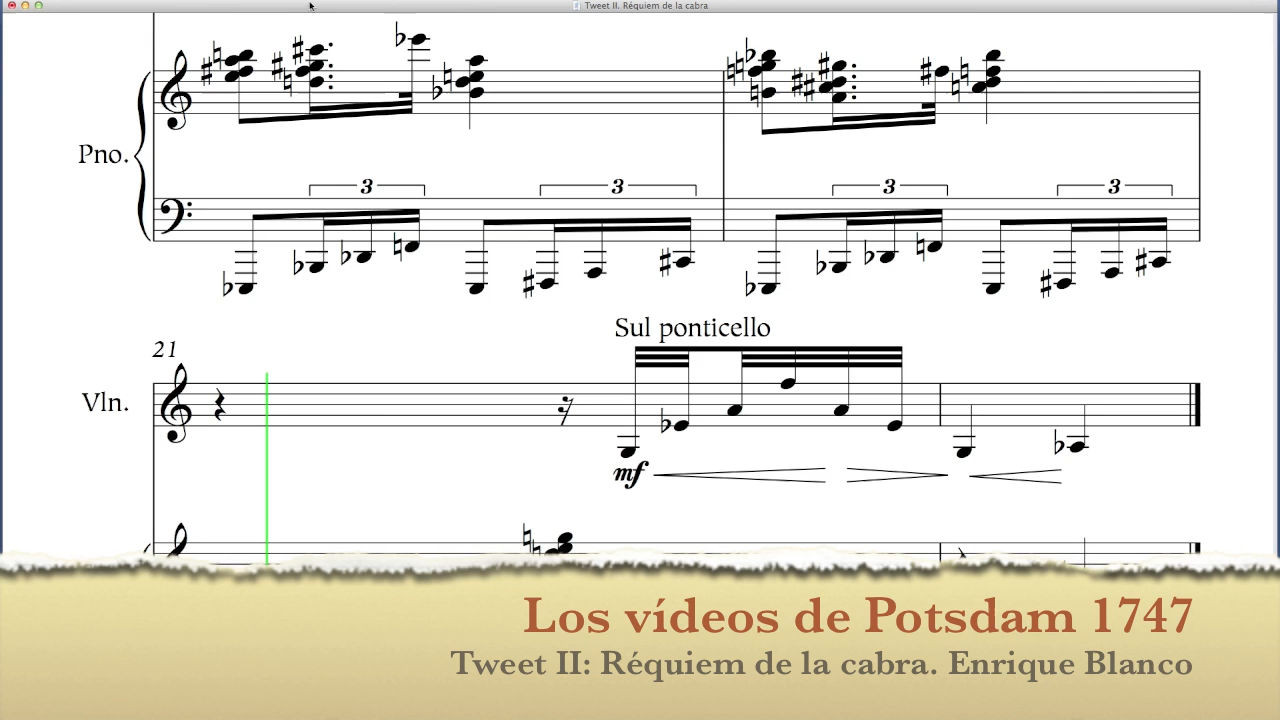 Tweet II. Réquiem de la cabra
Pno.
3 3 3 3
Sul ponticello
21
Vln.
mf
Los vídeos de Potsdam 1747
Tweet II: Réquiem de la cabra. Enrique Blanco